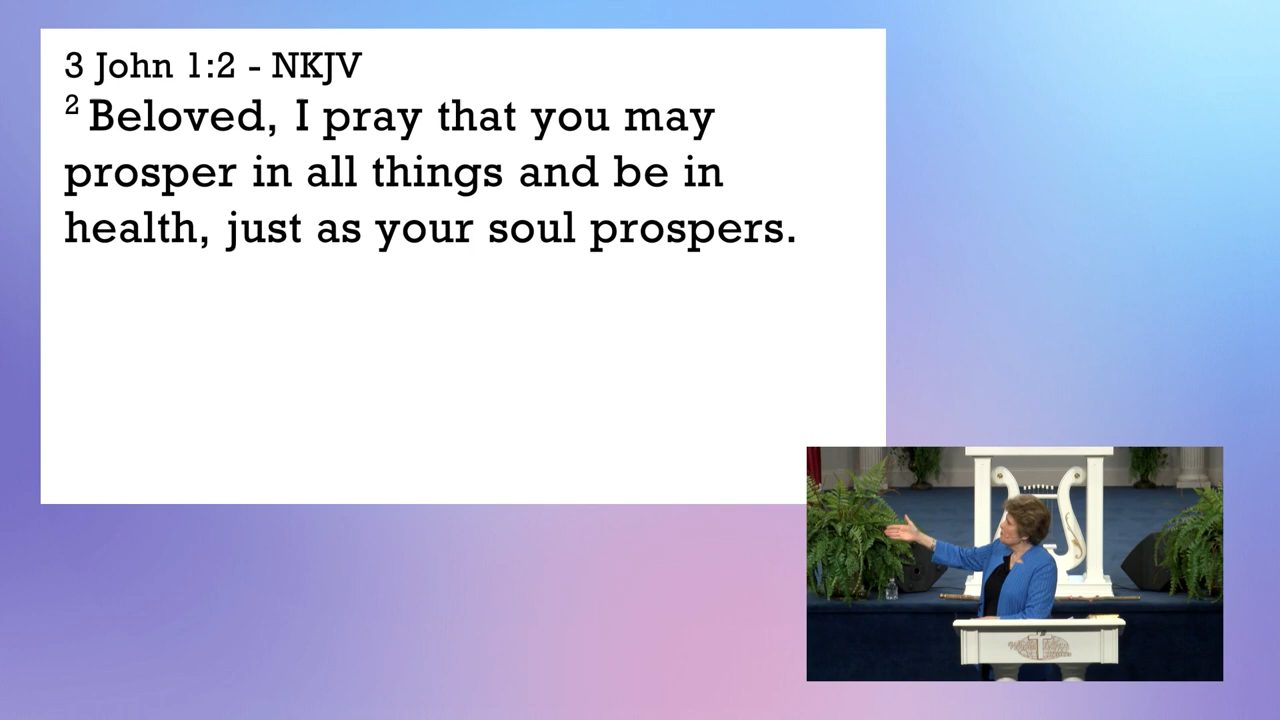 3 John 1:2 - NKJV
2 Beloved, I pray that you may
prosper in all things and be in
health, just as your soul prospers.